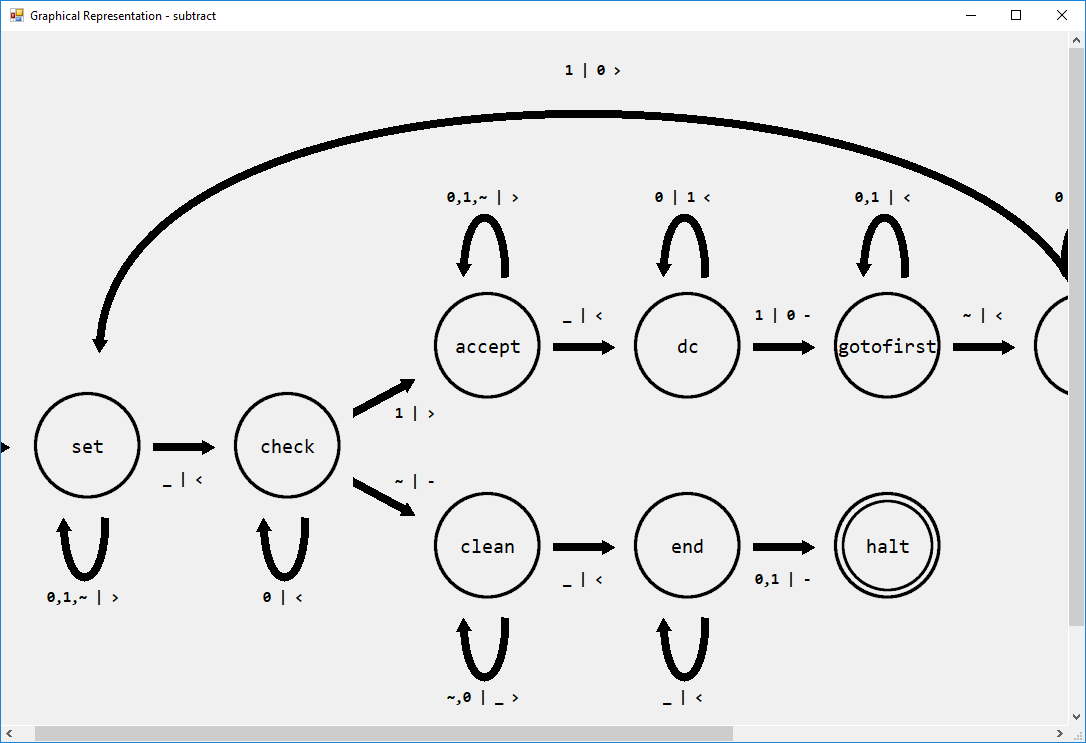 Graphical Representation - subtract
1 | 0 >
0,1,~ | >
0 | 1 <
0,1 | <
0
accept
_ | <
dc
1 | 0 -
gotofirst
~ | <
1 | >
set
_ | <
check
~ | -
0,1,~ | >
0 | <
clean
_ | <
end
0,1 | -
halt
~,0 | _ >
_ | <